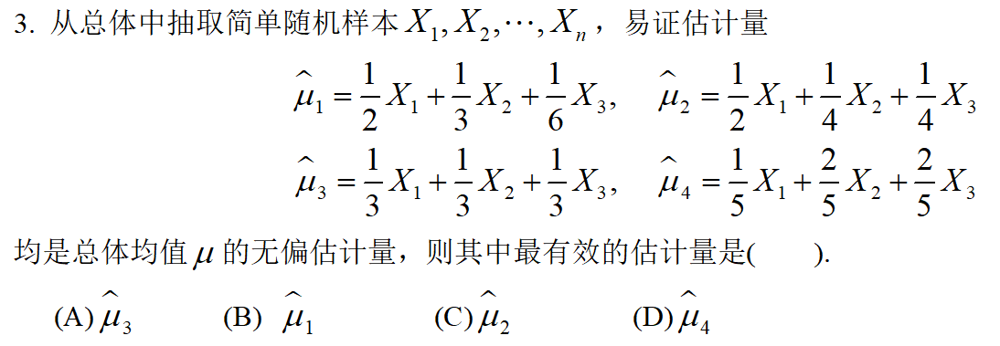 3. 从总体中抽取简单随机样本 $X_1, X_2, \cdots, X_n$，易证估计量
$\hat{\mu}_1 = \frac{1}{2}X_1 + \frac{1}{3}X_2 + \frac{1}{6}X_3, \quad \hat{\mu}_2 = \frac{1}{2}X_1 + \frac{1}{4}X_2 + \frac{1}{4}X_3$
$\hat{\mu}_3 = \frac{1}{3}X_1 + \frac{1}{3}X_2 + \frac{1}{3}X_3, \quad \hat{\mu}_4 = \frac{1}{5}X_1 + \frac{2}{5}X_2 + \frac{2}{5}X_3$
均是总体均值 $\mu$ 的无偏估计量，则其中最有效的估计量是( ).
(A) $\hat{\mu}_3$ (B) $\hat{\mu}_1$ (C) $\hat{\mu}_2$ (D) $\hat{\mu}_4$